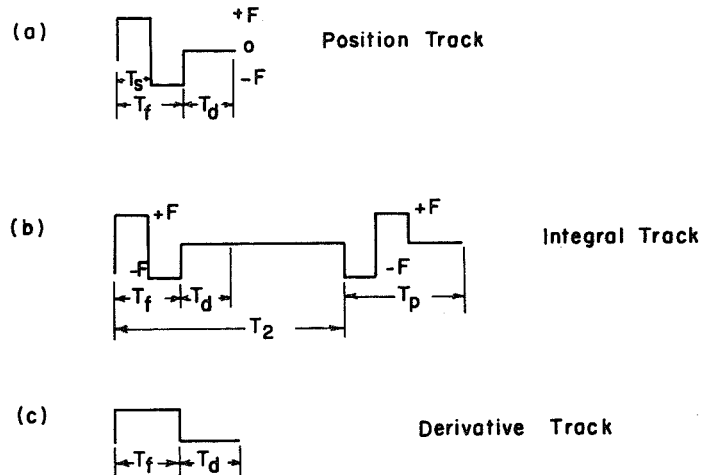 (a)
+F
o
-F
Position Track
Ts
Tf
Td
(b)
+F
-F
+F
-F
Integral Track
Tf
Td
Tp
T2
(c)
Derivative Track
Tf
Td